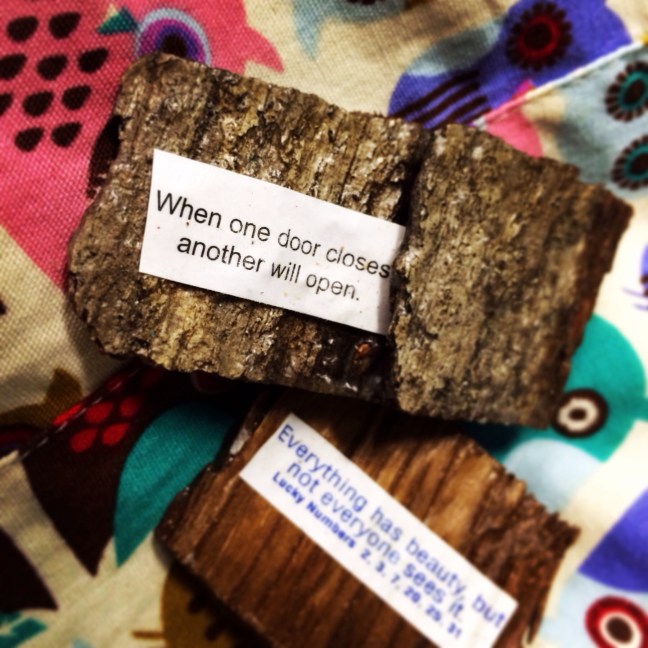 When one door closes
another will open.
Everything has beauty, but
not everyone sees it.
Lucky Numbers 2, 3, 7, 20, 29, 31